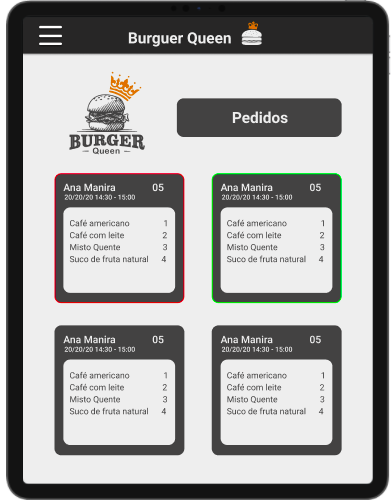 Burguer Queen
BURGER
Queen
Pedidos
Ana Manira 05
20/20/20 14:30 - 15:00
Café americano 1
Café com leite 2
Misto Quente 3
Suco de fruta natural 4
Ana Manira 05
20/20/20 14:30 - 15:00
Café americano 1
Café com leite 2
Misto Quente 3
Suco de fruta natural 4
Ana Manira 05
20/20/20 14:30 - 15:00
Café americano 1
Café com leite 2
Misto Quente 3
Suco de fruta natural 4
Ana Manira 05
20/20/20 14:30 - 15:00
Café americano 1
Café com leite 2
Misto Quente 3
Suco de fruta natural 4